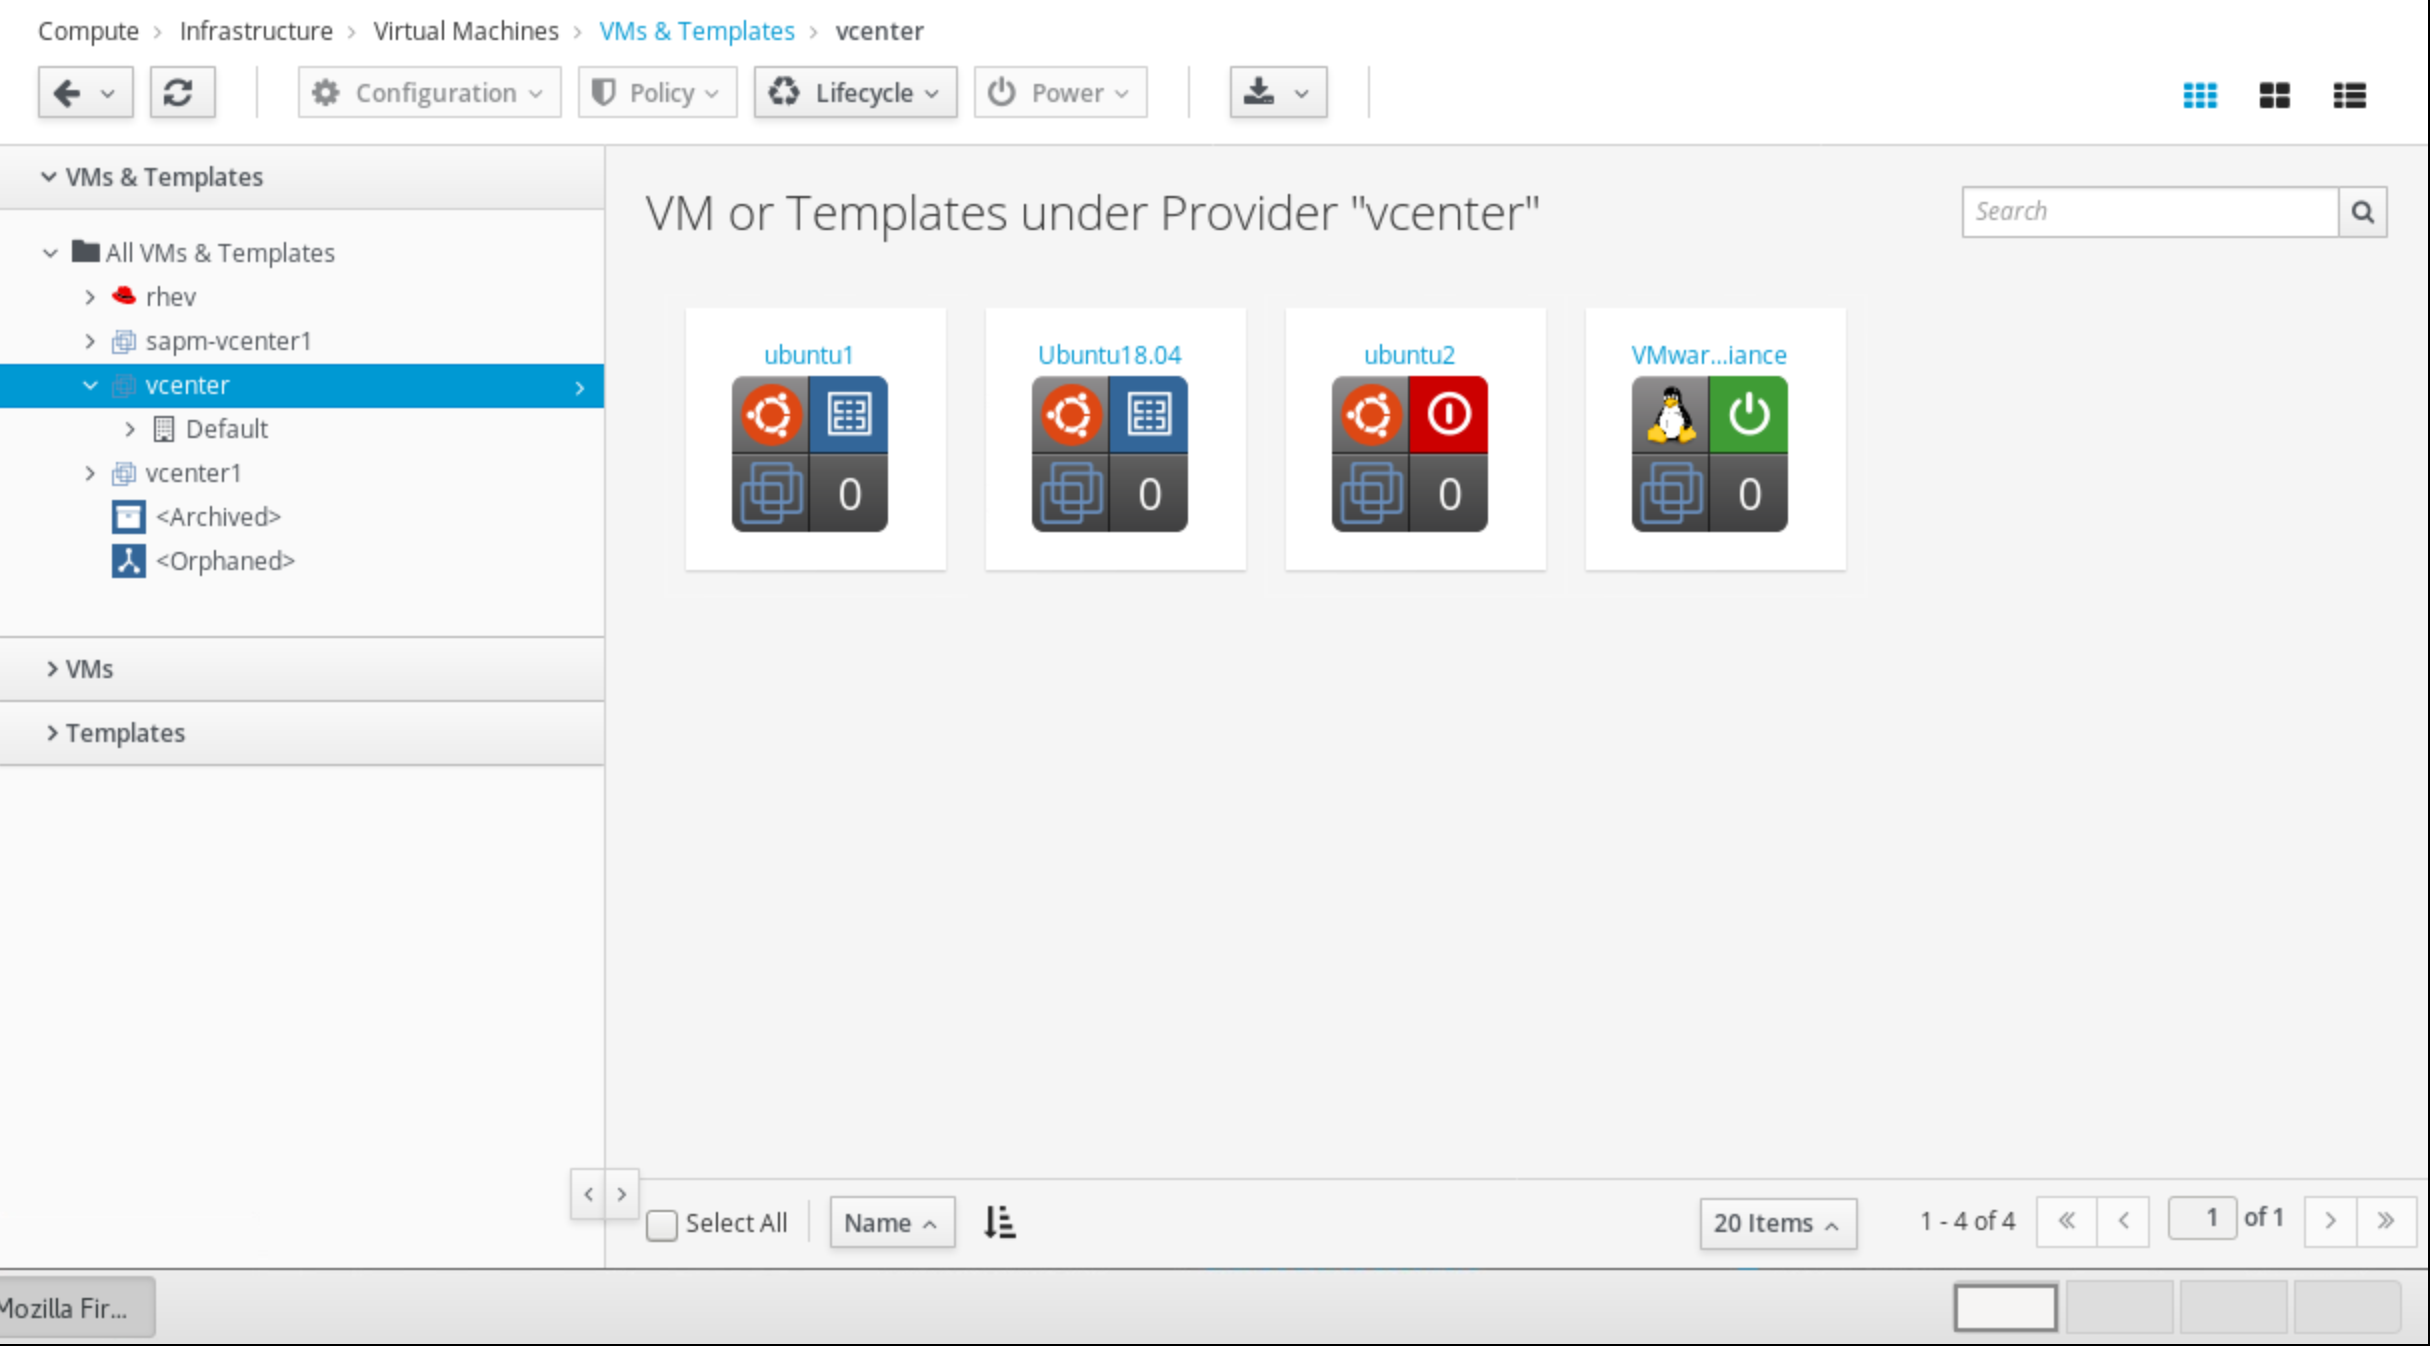 Compute > Infrastructure > Virtual Machines > VMs & Templates > vcenter
Configuration Policy Lifecycle Power
VMs & Templates
All VMs & Templates
rhev
sapm-vcenter1
vcenter
Default
vcenter1
<Archived>
<Orphaned>
VMs
Templates
VM or Templates under Provider "vcenter"
Search
ubuntu1 Ubuntu18.04 ubuntu2 VMwar...iance
0 0 0 0
Select All Name 20 Items 1 - 4 of 4 1 of 1
Mozilla Fir...